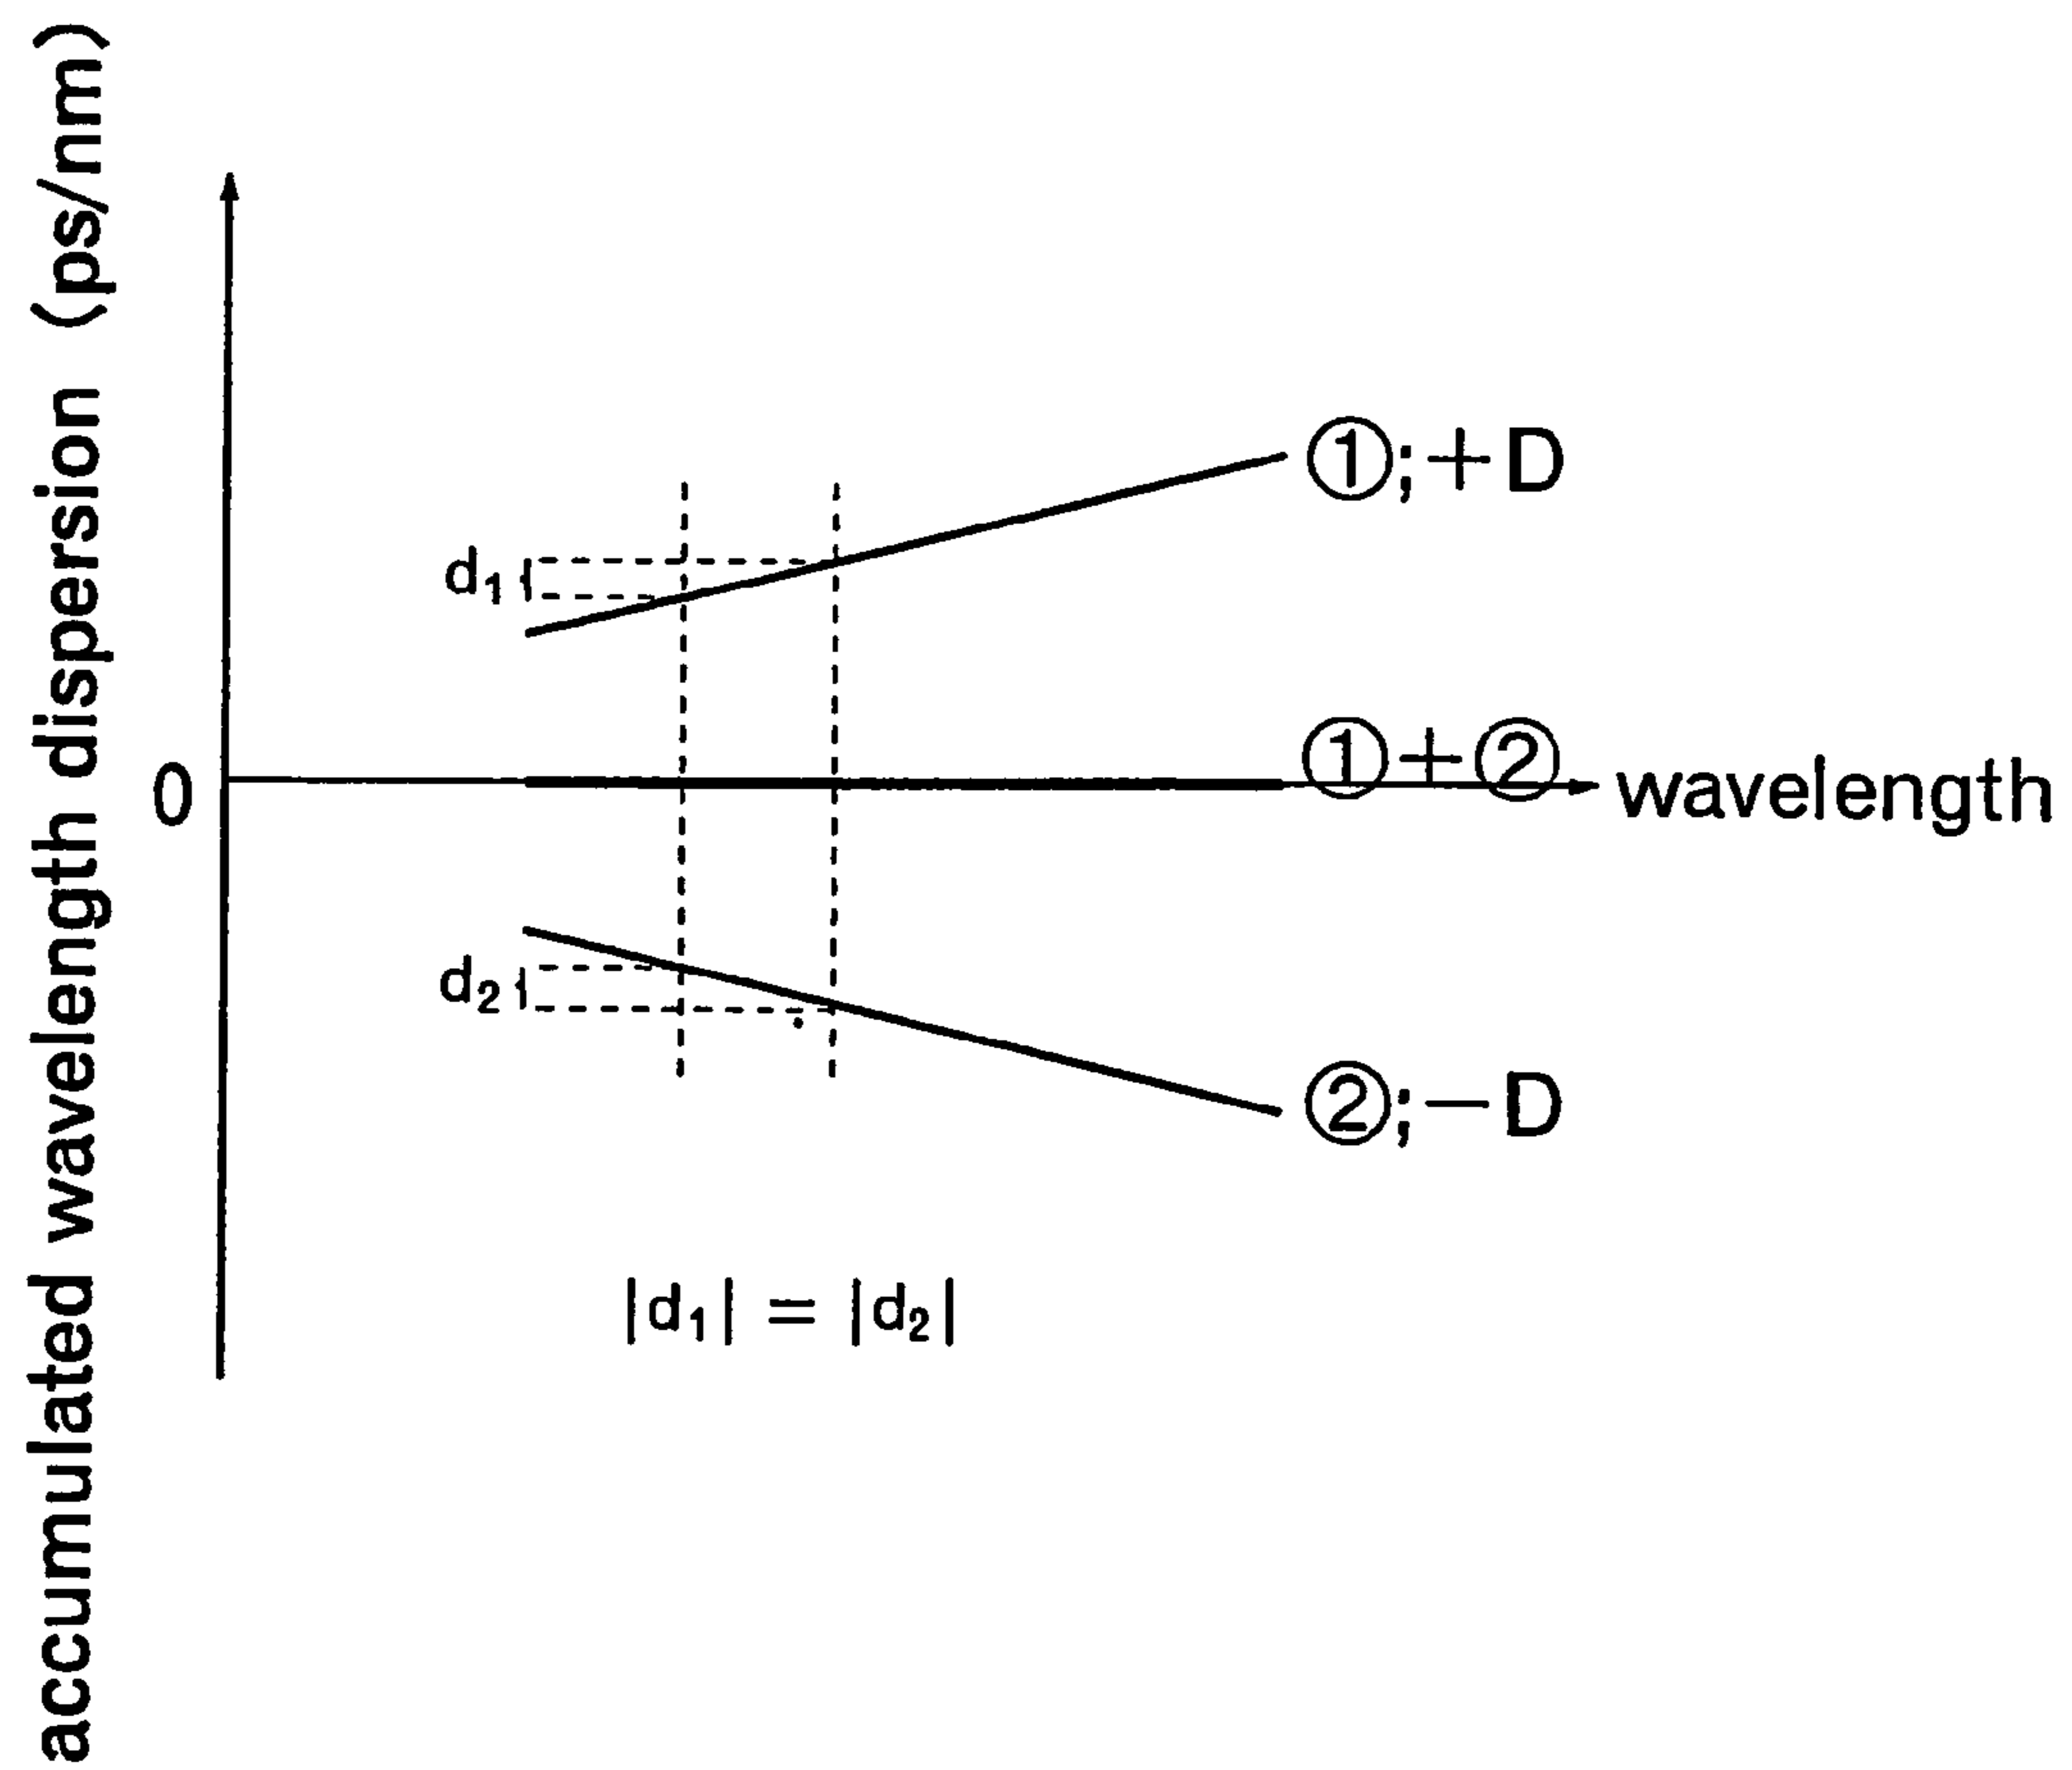 accumulated wavelength dispersion (ps/nm)
①;+D
d1
①+②
0
wavelength
d2
②;−D
|d1| = |d2|